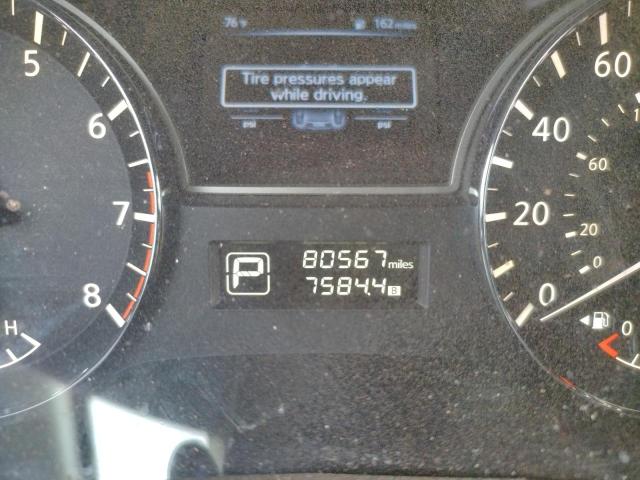 76°F 162 miles
Tire pressures appear
while driving.
psi psi
5
6
7
8
H
P 80567 miles
7584.4 B
60
40
20
0
60
20
0
0